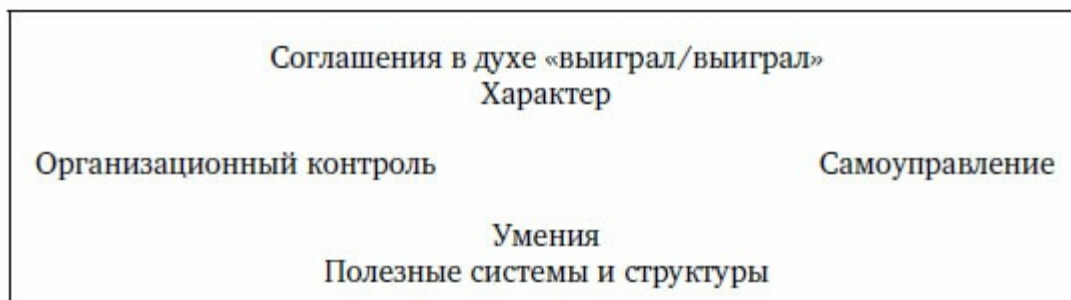 Соглашения в духе «выиграл/выиграл»
Характер
Организационный контроль Самоуправление
Умения
Полезные системы и структуры